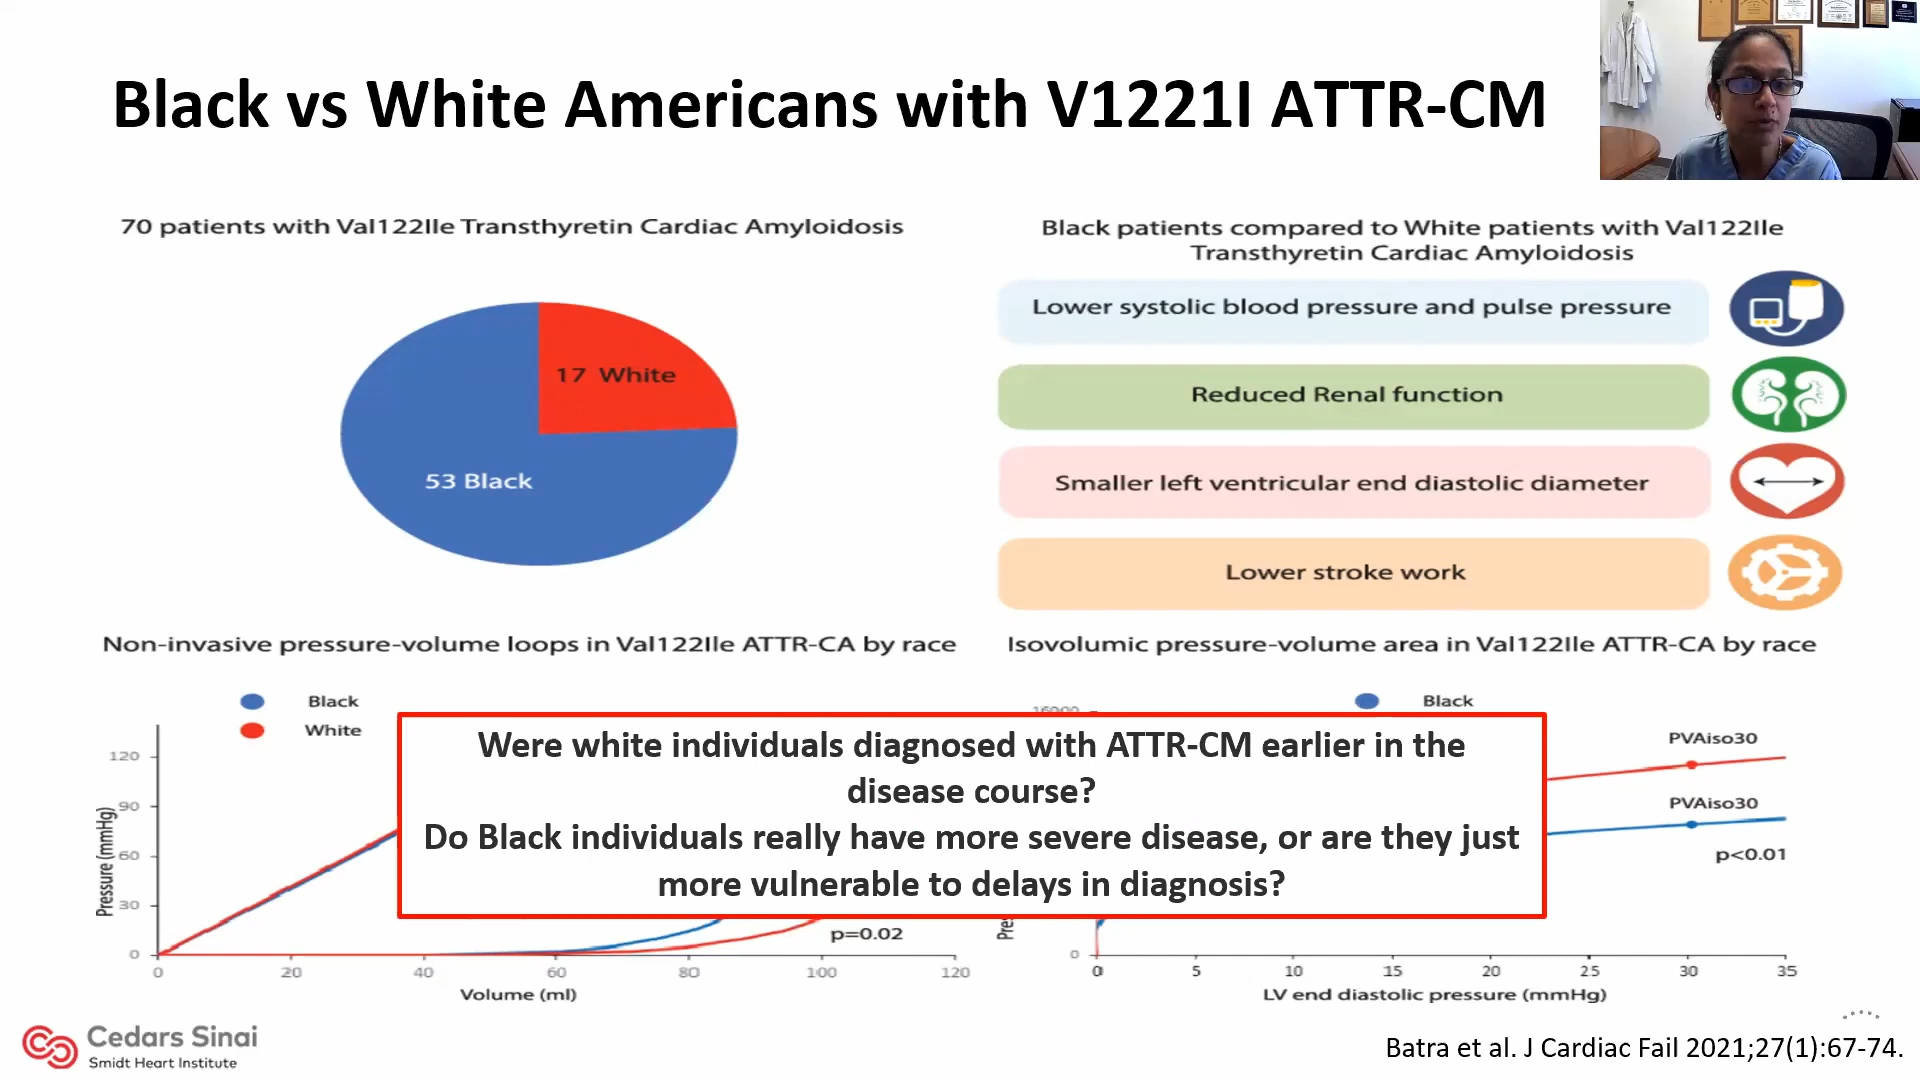 Black vs White Americans with V1221I ATTR-CM
70 patients with Val122Ile Transthyretin Cardiac Amyloidosis
17 White
53 Black
Black patients compared to White patients with Val122Ile
Transthyretin Cardiac Amyloidosis
Lower systolic blood pressure and pulse pressure
Reduced Renal function
Smaller left ventricular end diastolic diameter
Lower stroke work
Non-invasive pressure-volume loops in Val122Ile ATTR-CA by race
Black
White
Pressure (mmHg)
120
90
60
30
0
0 20 40 60 80 100 120
Volume (ml)
p=0.02
Isovolumic pressure-volume area in Val122Ile ATTR-CA by race
Black
16000
PVAiso30
PVAiso30
p<0.01
0
0 5 10 15 20 25 30 35
LV end diastolic pressure (mmHg)
Were white individuals diagnosed with ATTR-CM earlier in the
disease course?
Do Black individuals really have more severe disease, or are they just
more vulnerable to delays in diagnosis?
Cedars Sinai
Smidt Heart Institute
Batra et al. J Cardiac Fail 2021;27(1):67-74.